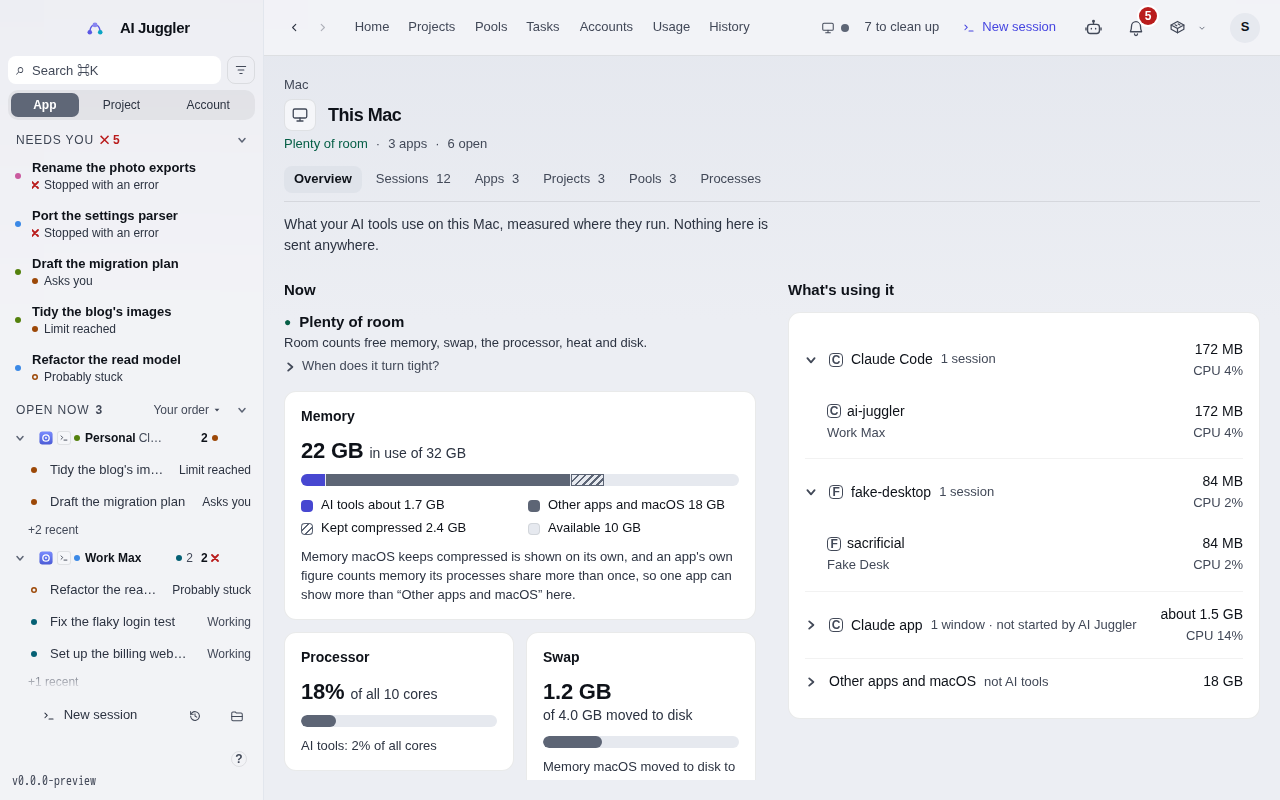 AI Juggler
Search ⌘K
App Project Account
NEEDS YOU 5
Rename the photo exports
Stopped with an error
Port the settings parser
Stopped with an error
Draft the migration plan
Asks you
Tidy the blog's images
Limit reached
Refactor the read model
Probably stuck
OPEN NOW 3 Your order
Personal Cl… 2
Tidy the blog's im… Limit reached
Draft the migration plan Asks you
+2 recent
Work Max 2 2
Refactor the rea… Probably stuck
Fix the flaky login test Working
Set up the billing web… Working
+1 recent
New session
?
v0.0.0-preview
Home Projects Pools Tasks Accounts Usage History 7 to clean up New session 5 S
Mac
This Mac
Plenty of room · 3 apps · 6 open
Overview Sessions 12 Apps 3 Projects 3 Pools 3 Processes
What your AI tools use on this Mac, measured where they run. Nothing here is
sent anywhere.
Now
Plenty of room
Room counts free memory, swap, the processor, heat and disk.
When does it turn tight?
Memory
22 GB in use of 32 GB
AI tools about 1.7 GB Other apps and macOS 18 GB
Kept compressed 2.4 GB Available 10 GB
Memory macOS keeps compressed is shown on its own, and an app's own
figure counts memory its processes share more than once, so one app can
show more than “Other apps and macOS” here.
Processor
18% of all 10 cores
AI tools: 2% of all cores
Swap
1.2 GB
of 4.0 GB moved to disk
Memory macOS moved to disk to
What's using it
C Claude Code 1 session 172 MB
CPU 4%
C ai-juggler 172 MB
Work Max CPU 4%
F fake-desktop 1 session 84 MB
CPU 2%
F sacrificial 84 MB
Fake Desk CPU 2%
C Claude app 1 window · not started by AI Juggler about 1.5 GB
CPU 14%
Other apps and macOS not AI tools 18 GB